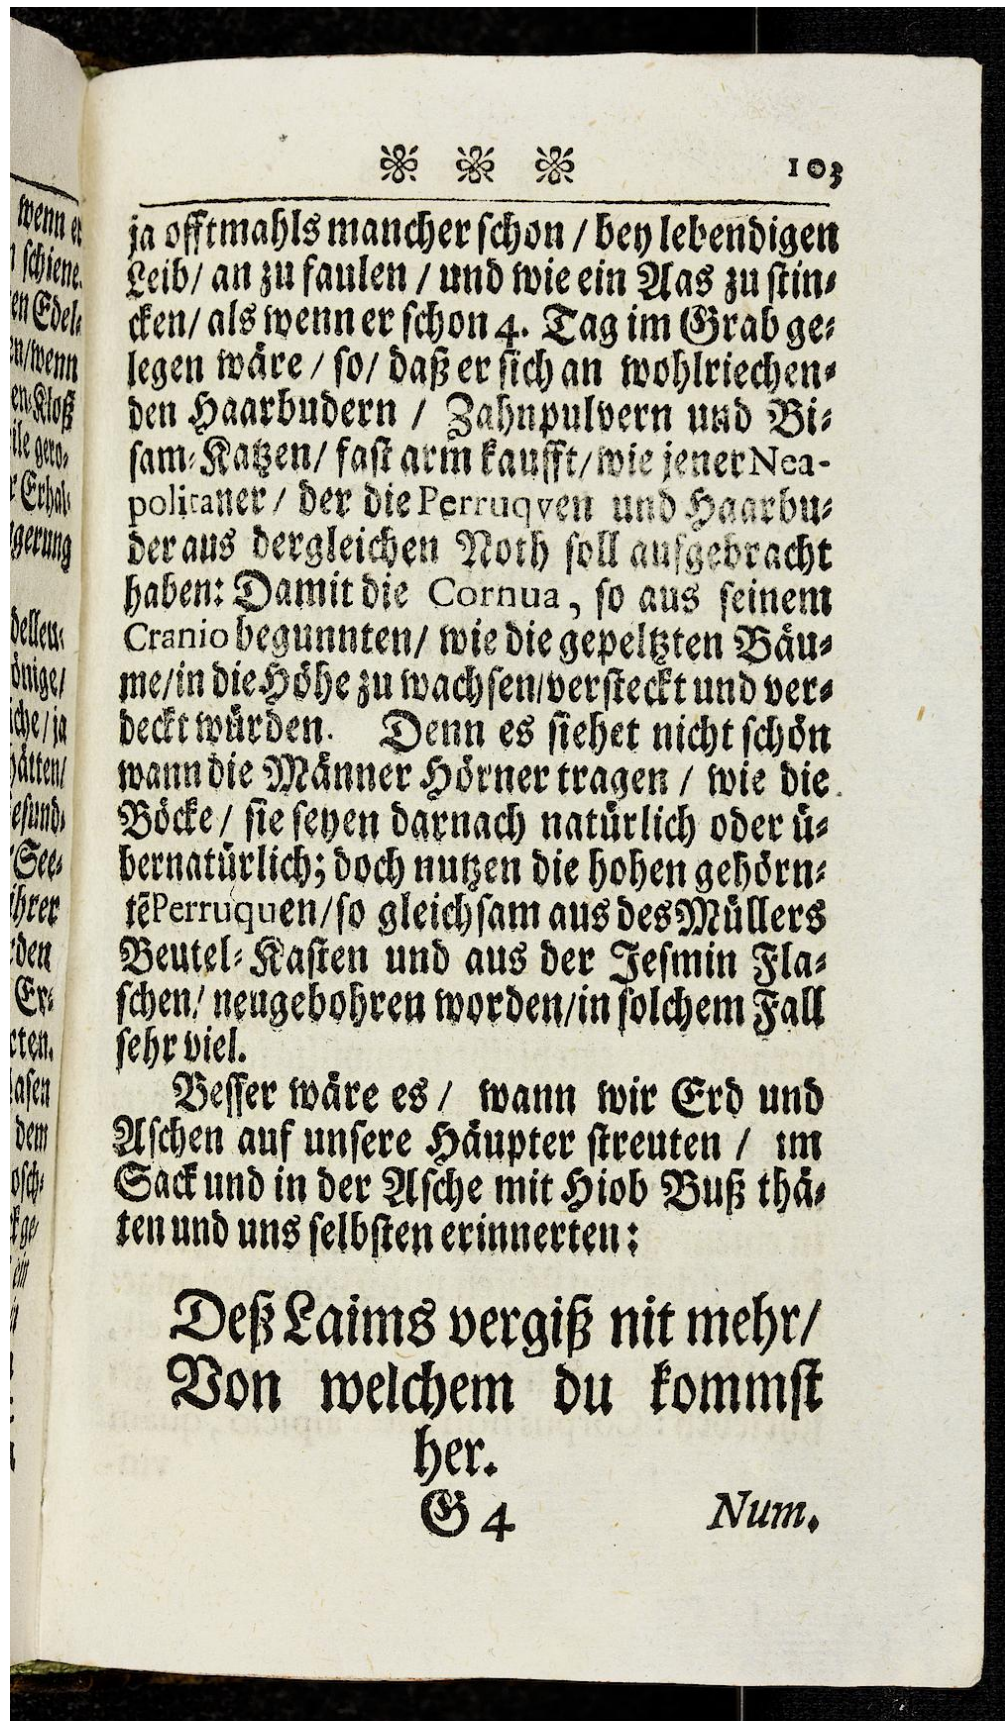 103
ja offtmahls mancher schon / bey lebendigen
Leib / an zu faulen / und wie ein Aas zu stin-
cken / als wenn er schon 4. Tag im Grab ge-
legen wäre / so / daß er sich an wohlriechen-
den Haarbudern / Zahnpulvern und Bi-
sam-Katzen / fast arm̃ kaufft / wie jener Nea-
politaner / der die Perruqven und Haarbu-
der aus dergleichen Noth soll aufgebracht
haben: Damit die Cornua, so aus seinem
Cranio begunnten / wie die gepeltzten Bäu-
me / in die Höhe zu wachsen / versteckt und ver-
deckt würden. Denn es siehet nicht schön
wann die Männer Hörner tragen / wie die
Böcke / sie seyen darnach natürlich oder ü-
bernatürlich; doch nutzen die hohen gehörn-
tẽ Perruquen / so gleichsam aus des Müllers
Beutel-Kasten und aus der Jesmin Fla-
schen / neugebohren worden / in solchem Fall
sehr viel.
Besser wäre es / wann wir Erd und
Aschen auf unsere Häupter streuten / im
Sack und in der Asche mit Hiob Buß thä-
ten und uns selbsten erinnerten:
Deß Laims vergiß nit mehr /
Von welchem du kommst
her.
G 4 Num.